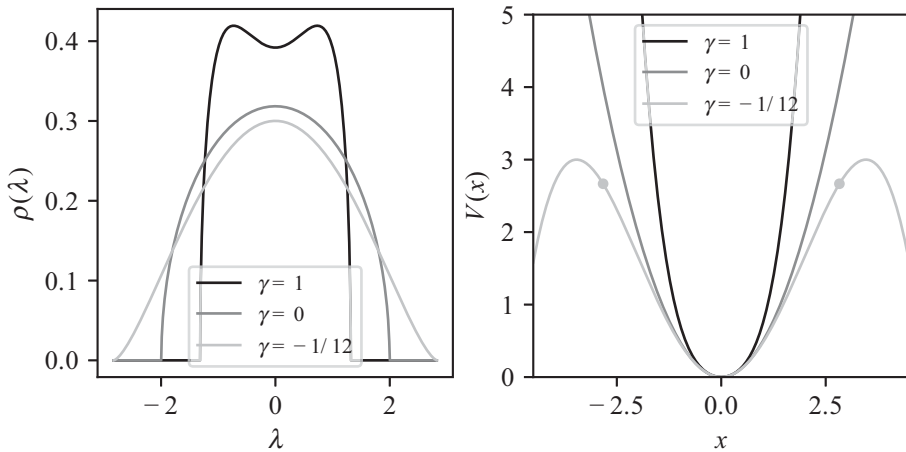 0.4
0.3
0.2
0.1
0.0
ρ(λ)
γ = 1
γ = 0
γ = −1/12
−2
0
2
λ
5
4
3
2
1
0
V(x)
γ = 1
γ = 0
γ = −1/12
−2.5
0.0
2.5
x